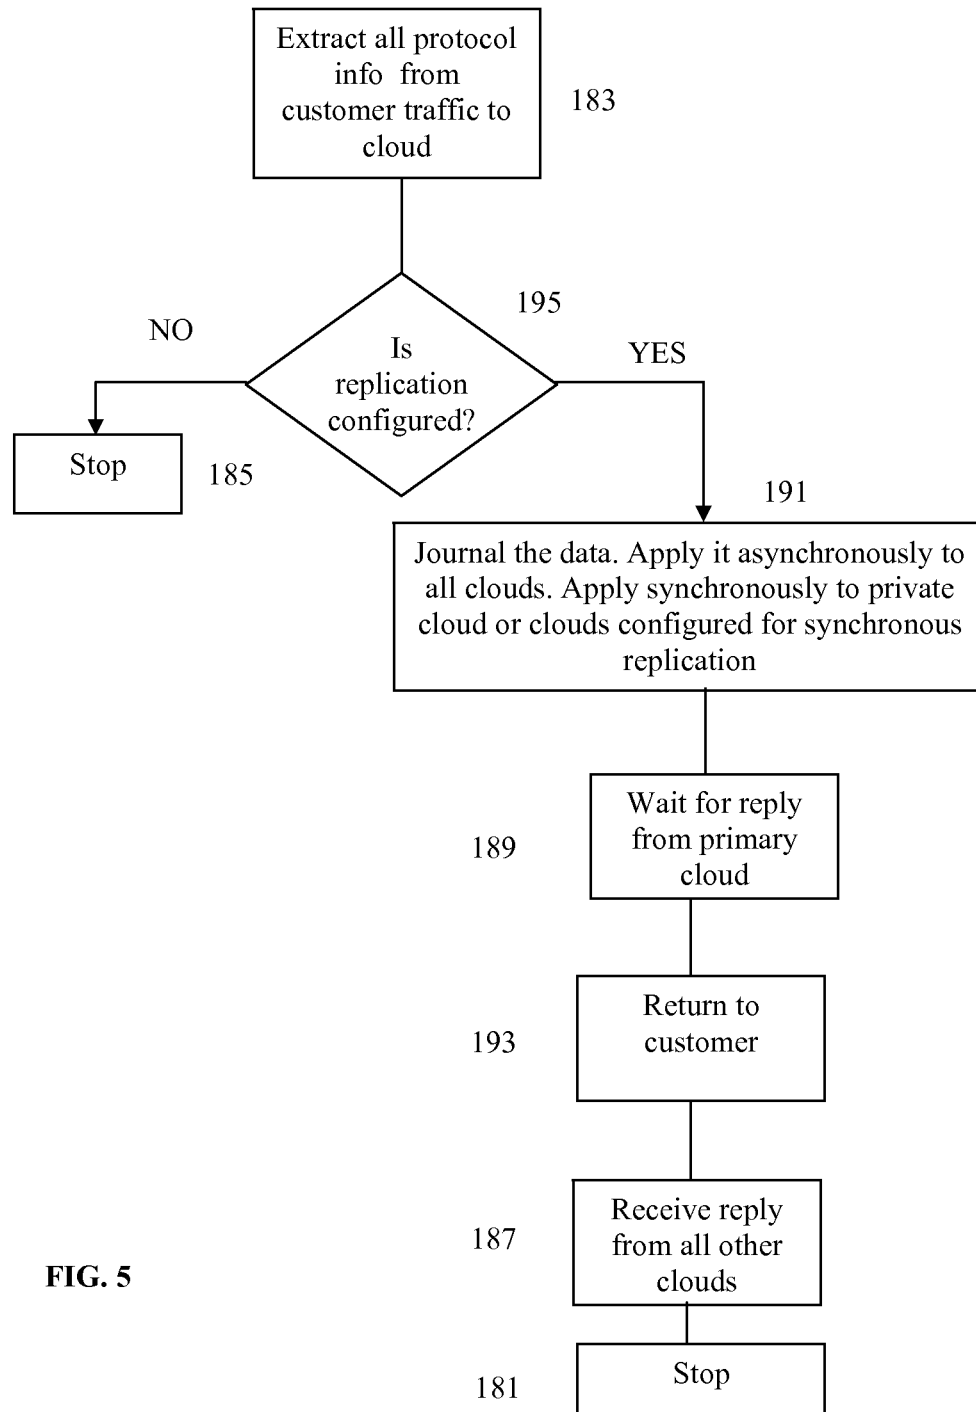 Extract all protocol
info from
customer traffic to
cloud
183
195
NO
YES
Is
replication
configured?
Stop
185
191
Journal the data. Apply it asynchronously to
all clouds. Apply synchronously to private
cloud or clouds configured for synchronous
replication
Wait for reply
from primary
cloud
189
Return to
customer
193
Receive reply
from all other
clouds
187
FIG. 5
Stop
181